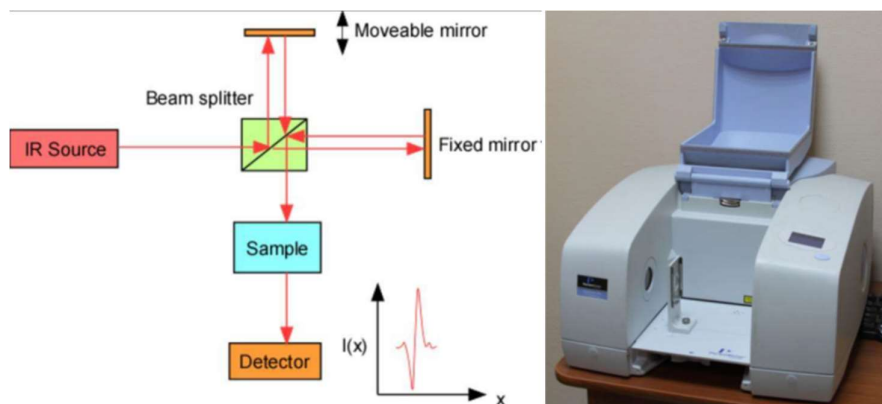 Moveable mirror
Beam splitter
IR Source
Fixed mirror
Sample
Detector
I(x)
x